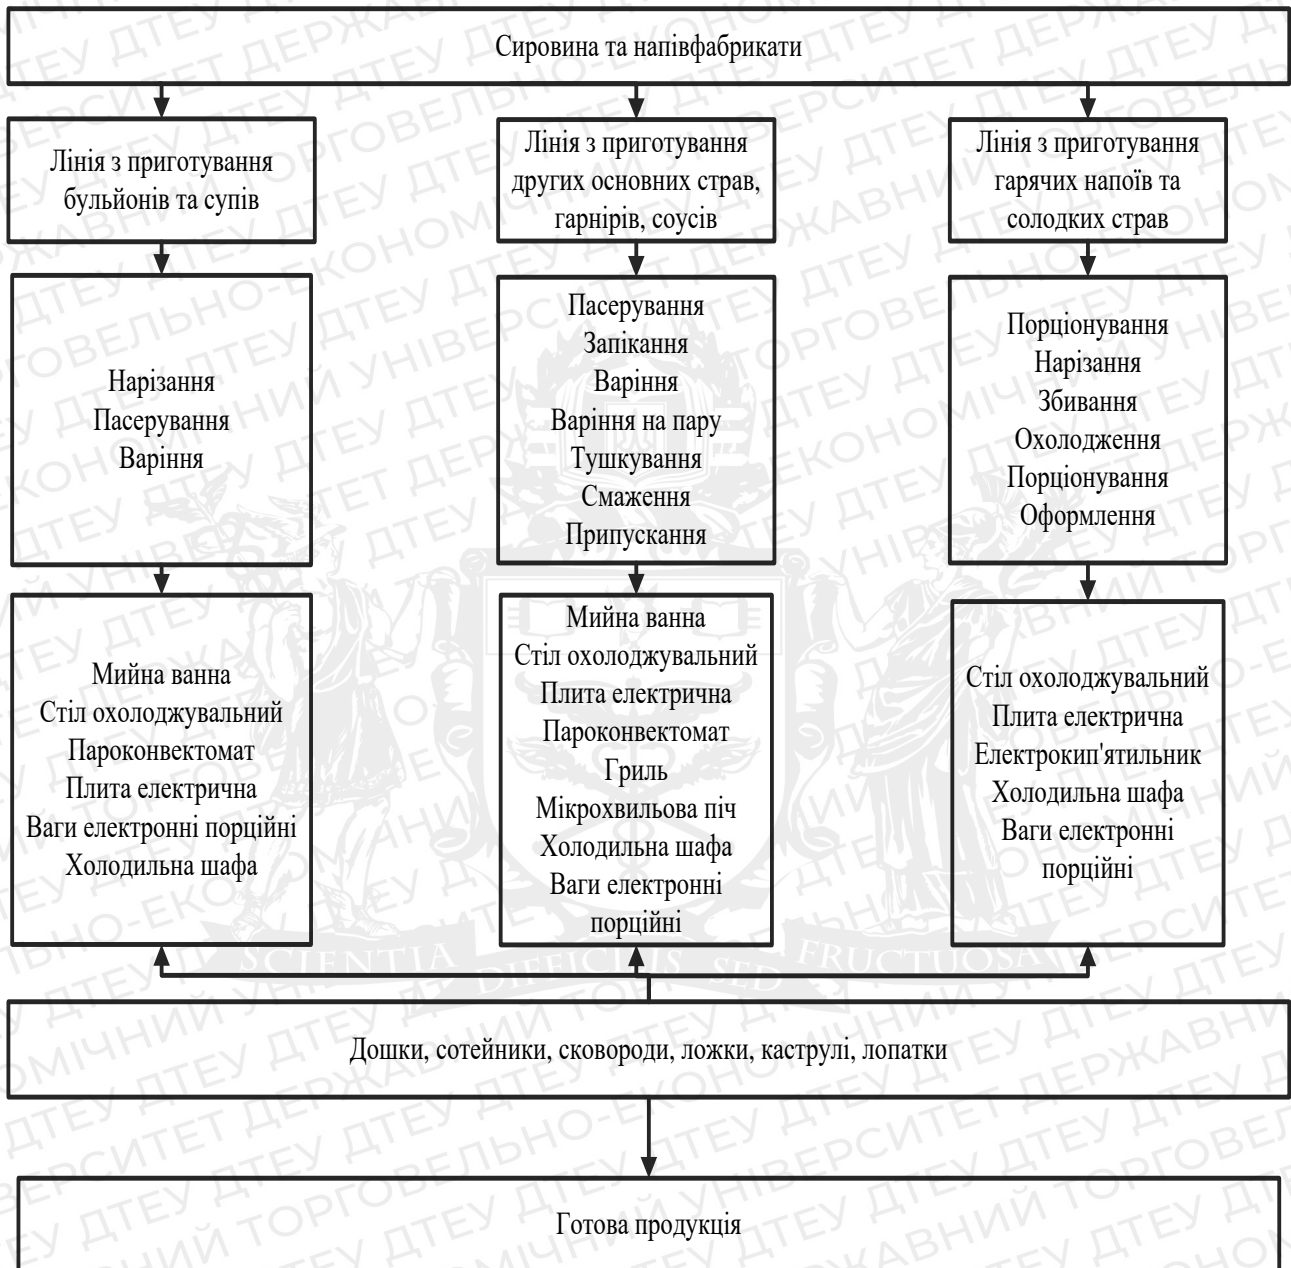 Сировина та напівфабрикати
Лінія з приготування
бульйонів та супів
Лінія з приготування
других основних страв,
гарнірів, соусів
Лінія з приготування
гарячих напоїв та
солодких страв
Нарізання
Пасерування
Варіння
Пасерування
Запікання
Варіння
Варіння на пару
Тушкування
Смаження
Припускання
Порціонування
Нарізання
Збивання
Охолодження
Порціонування
Оформлення
Мийна ванна
Стіл охолоджувальний
Пароконвектомат
Плита електрична
Ваги електронні порційні
Холодильна шафа
Мийна ванна
Стіл охолоджувальний
Плита електрична
Пароконвектомат
Гриль
Мікрохвильова піч
Холодильна шафа
Ваги електронні
порційні
Стіл охолоджувальний
Плита електрична
Електрокип'ятильник
Холодильна шафа
Ваги електронні
порційні
SCIENTIA DIFFICILIS SED FRUCTUOSA
Дошки, сотейники, сковороди, ложки, каструлі, лопатки
Готова продукція